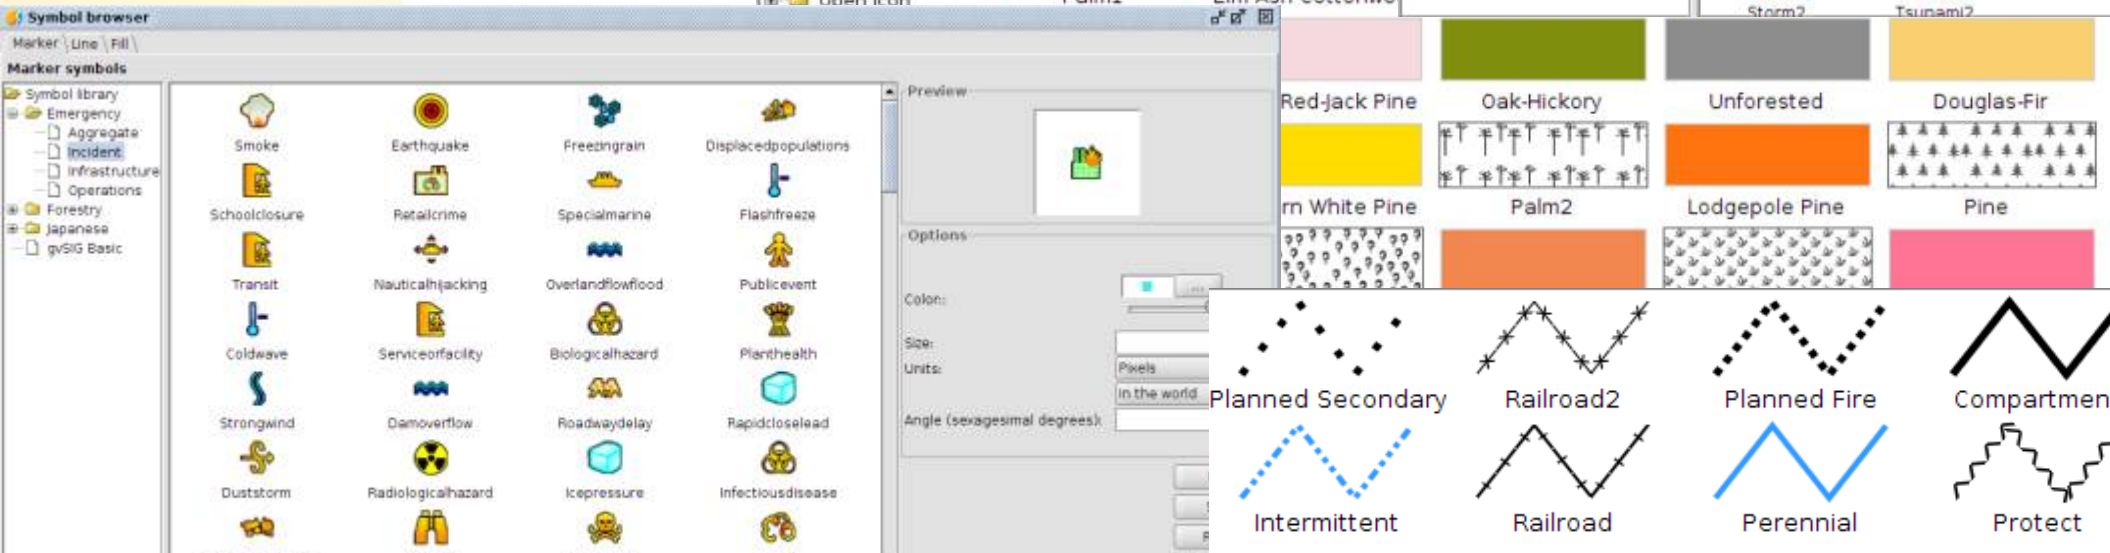 Open icon
Storm2 Tsunami2
Symbol browser
Marker Line Fill
Marker symbols
Symbol library
Emergency
Aggregate
Incident
Infrastructure
Operations
Forestry
Japanese
gvSIG Basic
Smoke Earthquake Freezingrain Displacedpopulations
Schoolclosure Retailcrime Specialmarine Flashfreeze
Transit Nauticalhijacking Overlandflowflood Publicevent
Coldwave Serviceorfacility Biologicalhazard Planthealth
Strongwind Damoverflow Roadwaydelay Rapidcloselead
Duststorm Radiologicalhazard Icepressure Infectiousdisease
Preview
Options
Color:
...
Size:
Units:
Pixels
in the world
Angle (sexagesimal degrees):
Red-Jack Pine Oak-Hickory Unforested Douglas-Fir
rn White Pine Palm2 Lodgepole Pine Pine
Planned Secondary Railroad2 Planned Fire Compartmen
Intermittent Railroad Perennial Protect